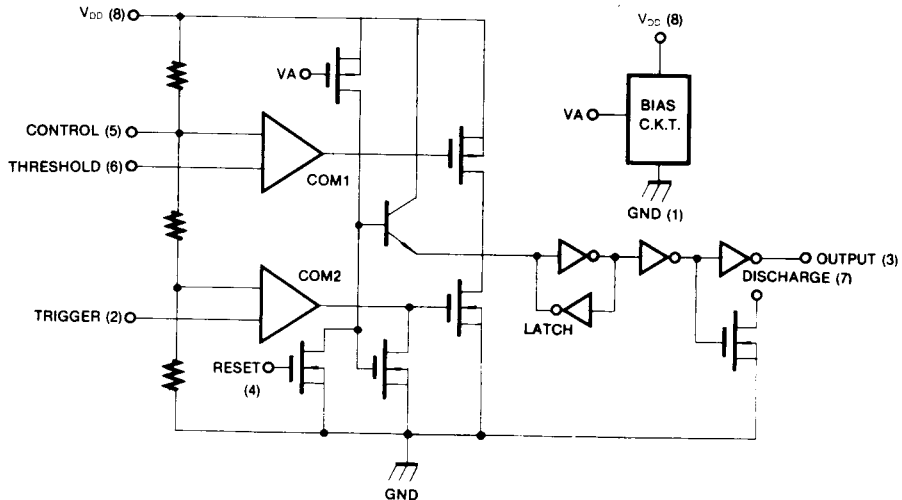 VDD (8)
VDD (8)
VA
VA
BIAS
C.K.T.
CONTROL (5)
THRESHOLD (6)
COM1
GND (1)
COM2
OUTPUT (3)
DISCHARGE (7)
TRIGGER (2)
LATCH
RESET
(4)
GND